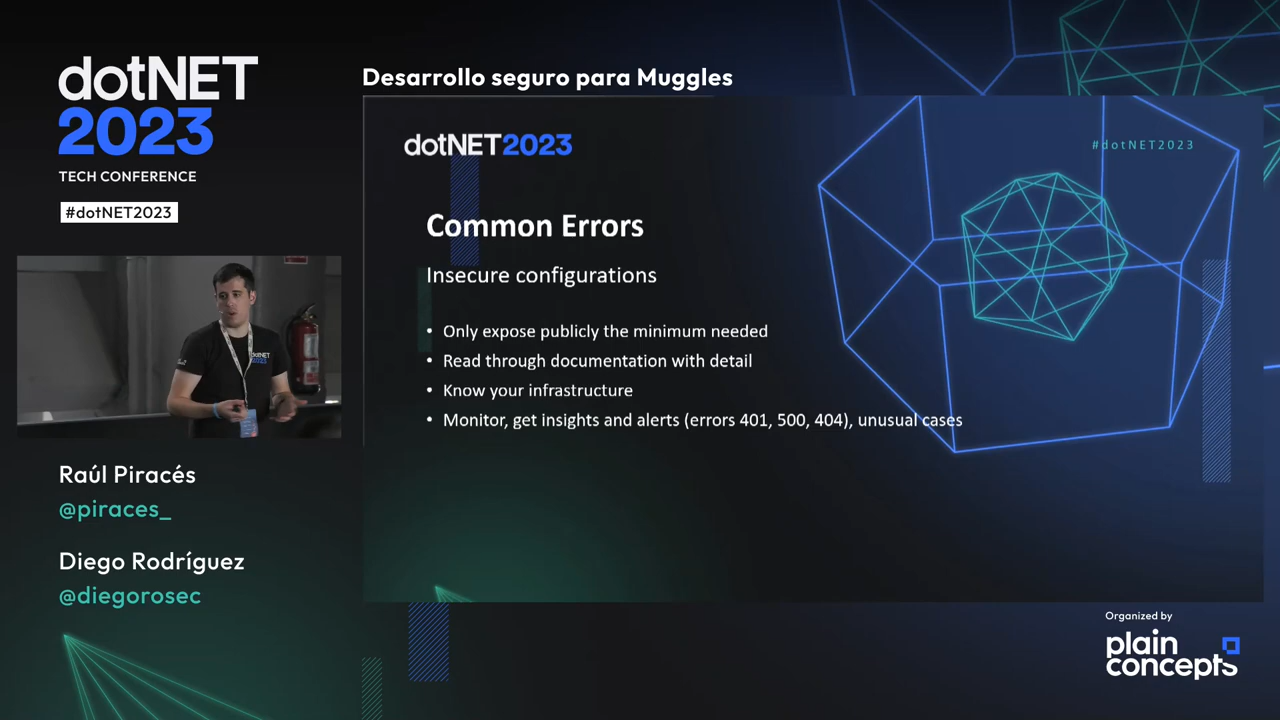 dotNET
2023
TECH CONFERENCE
#dotNET2023
Raúl Piracés
@piraces_
Diego Rodríguez
@diegorosec
Desarrollo seguro para Muggles
dotNET2023
#dotNET2023
Common Errors
Insecure configurations
• Only expose publicly the minimum needed
• Read through documentation with detail
• Know your infrastructure
• Monitor, get insights and alerts (errors 401, 500, 404), unusual cases
Organized by
plain
concepts
dotNET
2023